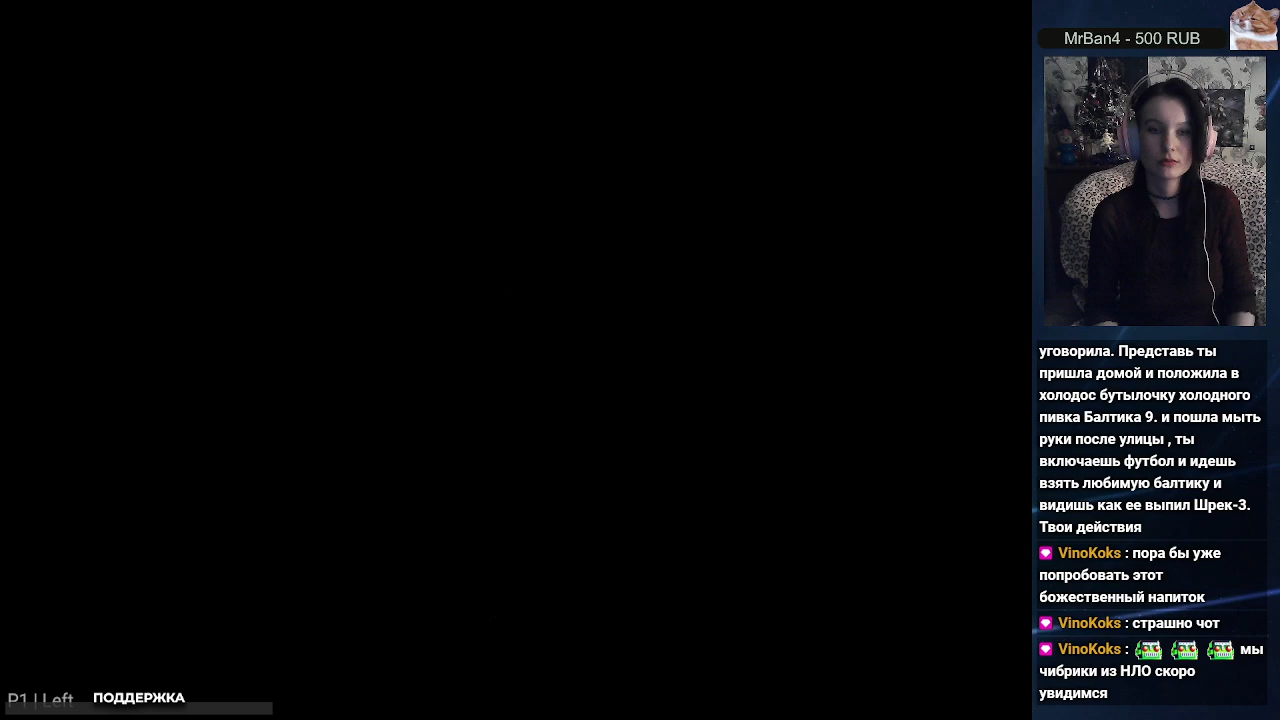 MrBan4 - 500 RUB
уговорила. Представь ты
пришла домой и положила в
холодос бутылочку холодного
пивка Балтика 9. и пошла мыть
руки после улицы , ты
включаешь футбол и идешь
взять любимую балтику и
видишь как ее выпил Шрек-3.
Твои действия
VinoKoks : пора бы уже
попробовать этот
божественный напиток
VinoKoks : страшно чот
VinoKoks : мы
чибрики из НЛО скоро
увидимся
P1 | Left ПОДДЕРЖКА